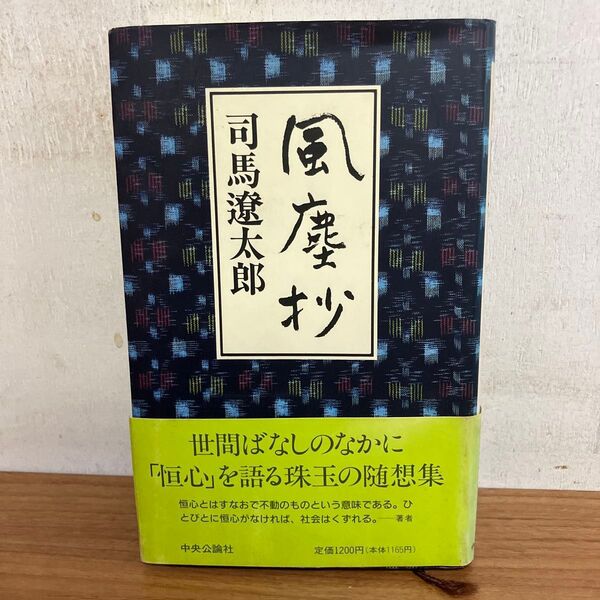 風塵抄
司馬遼太郎
世間ばなしのなかに
「恒心」を語る珠玉の随想集
恒心とはすなおで不動のものという意味である。ひ
とびとに恒心がなければ、社会はくずれる。──著者
中央公論社
定価1200円(本体1165円)